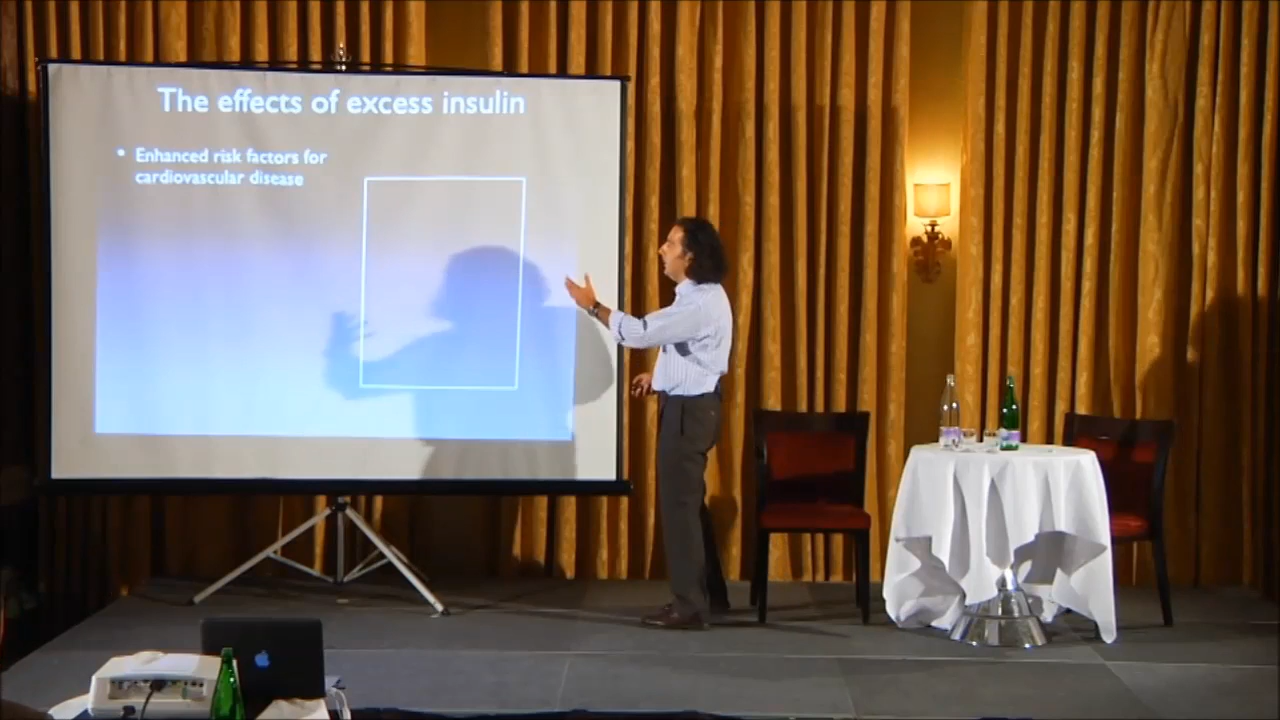 The effects of excess insulin
• Enhanced risk factors for
cardiovascular disease